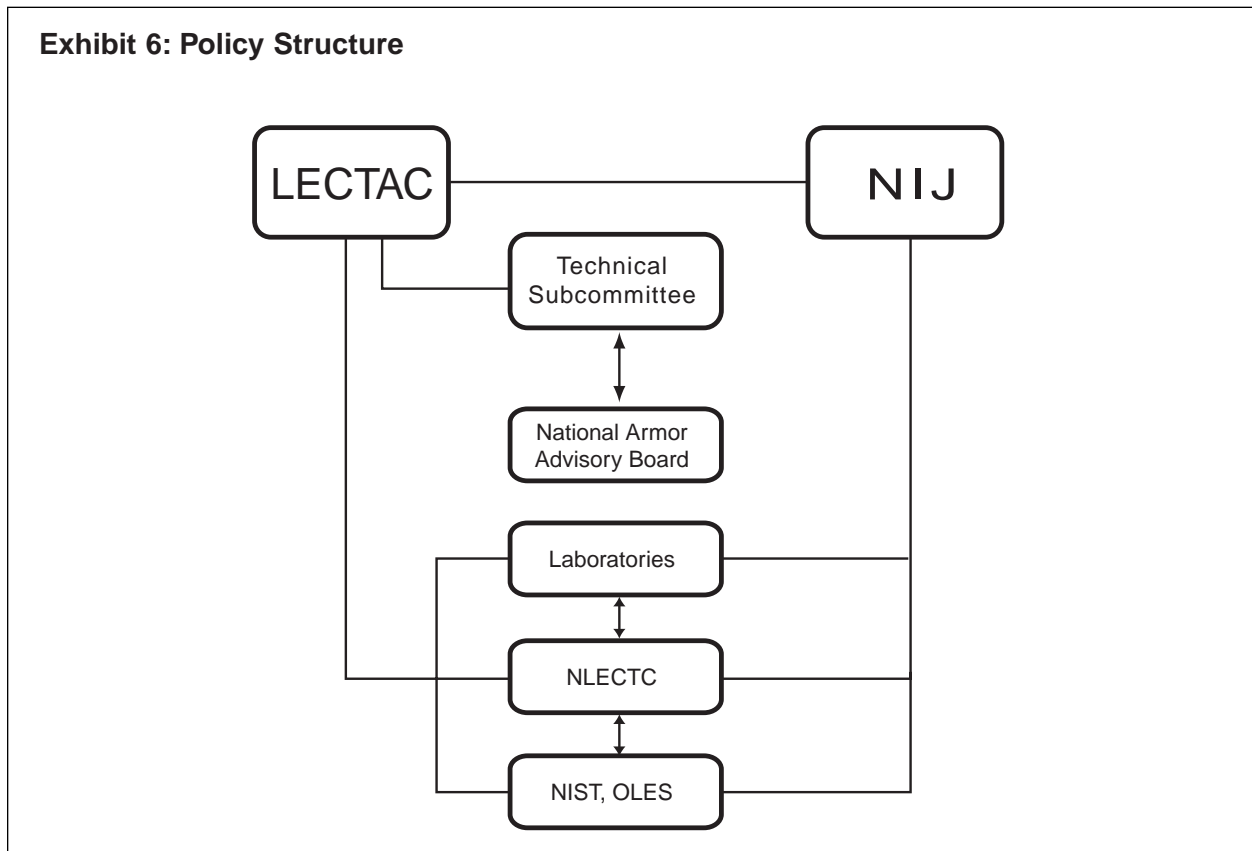 Exhibit 6: Policy Structure
LECTAC
NIJ
Technical
Subcommittee
National Armor
Advisory Board
Laboratories
NLECTC
NIST, OLES